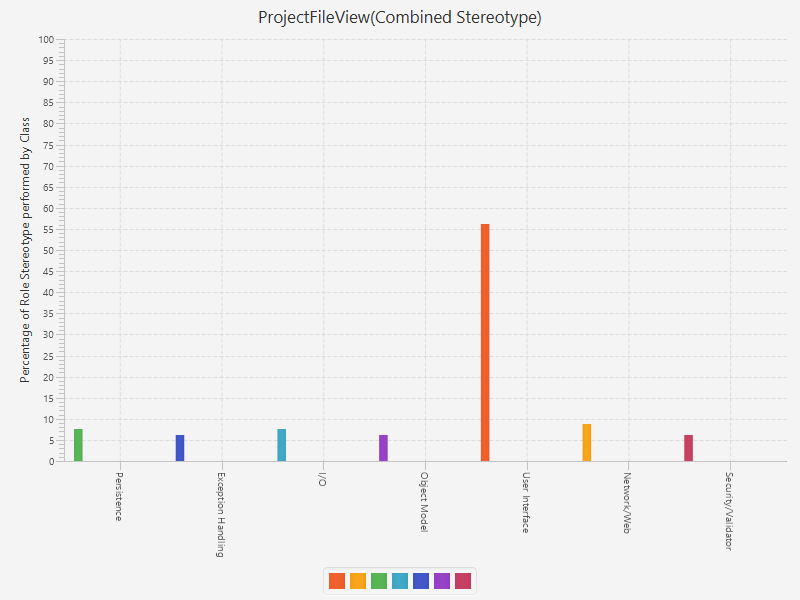 ProjectFileView(Combined Stereotype)
Percentage of Role Stereotype performed by Class
100
95
90
85
80
75
70
65
60
55
50
45
40
35
30
25
20
15
10
5
0
Persistence
Exception Handling
I/O
Object Model
User Interface
Network/Web
Security/Validator